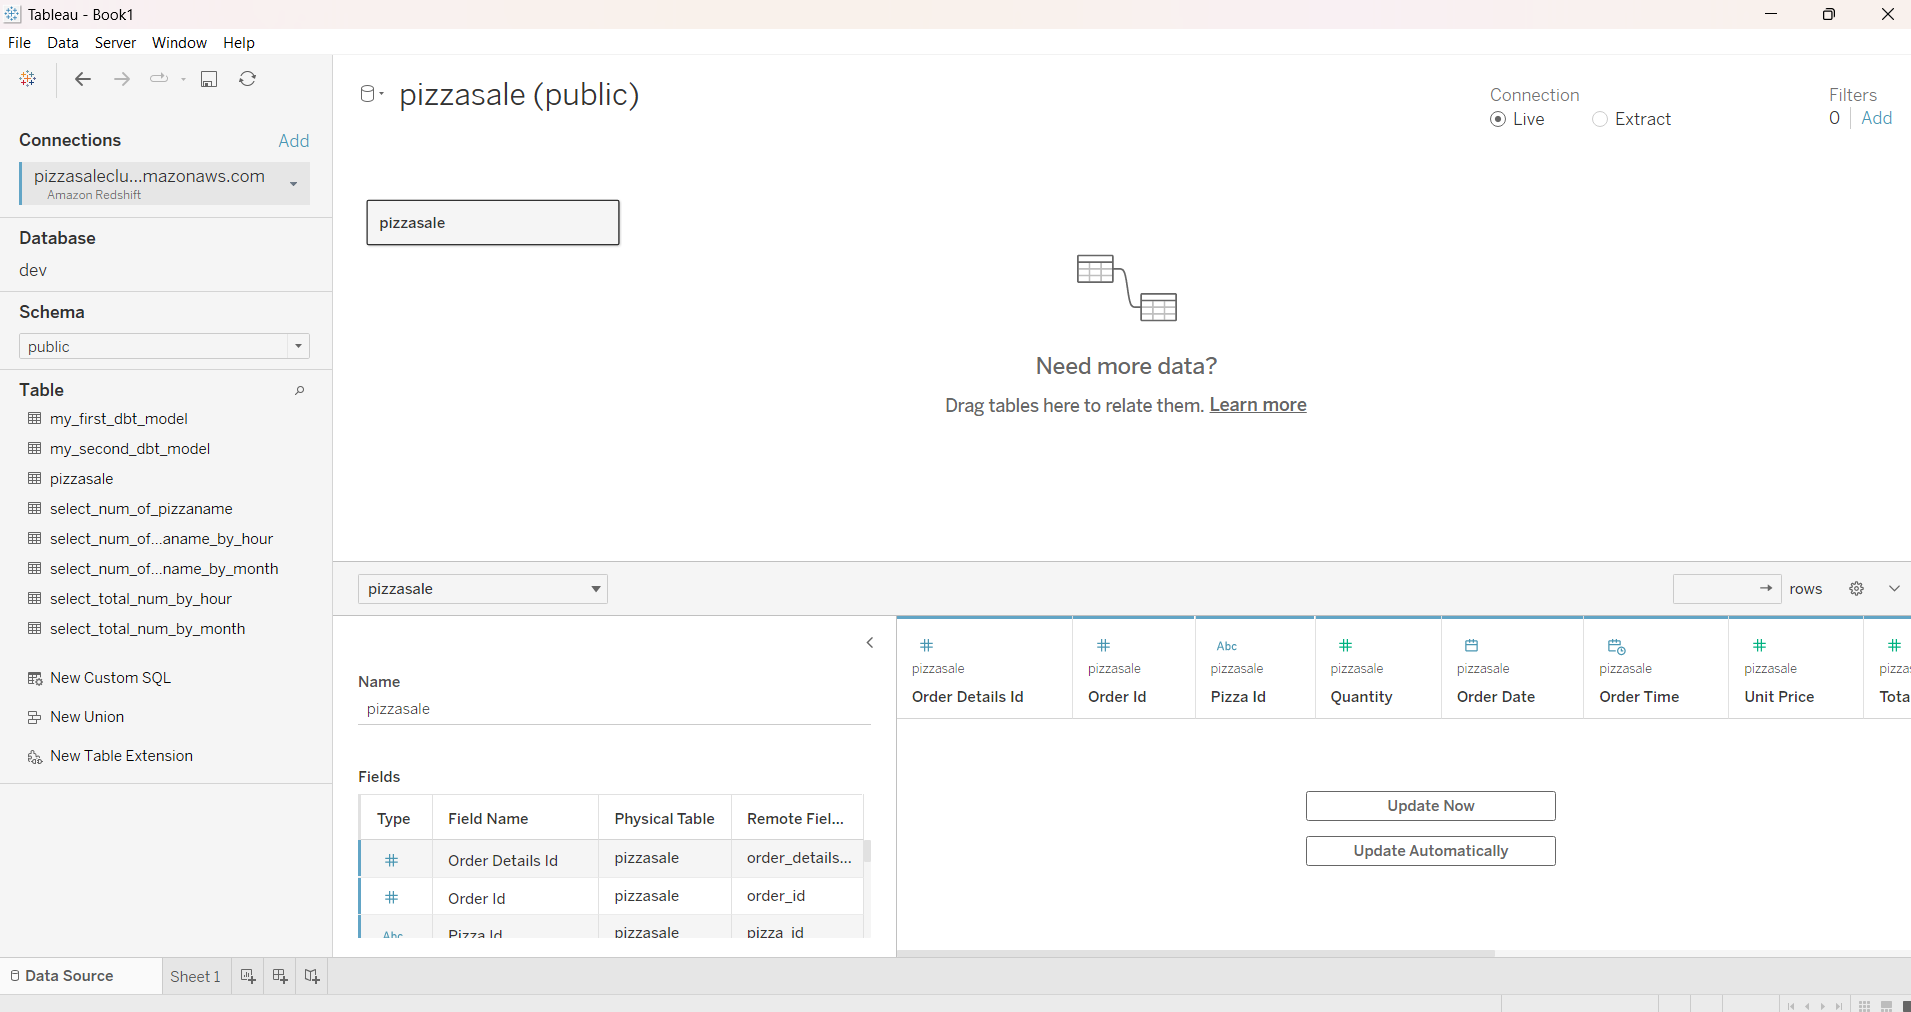 Tableau - Book1
File Data Server Window Help
Connections Add
pizzasaleclu...mazonaws.com
Amazon Redshift
Database
dev
Schema
public
Table
my_first_dbt_model
my_second_dbt_model
pizzasale
select_num_of_pizzaname
select_num_of...aname_by_hour
select_num_of...name_by_month
select_total_num_by_hour
select_total_num_by_month
New Custom SQL
New Union
New Table Extension
pizzasale (public)
Connection
Live Extract
Filters
0 Add
pizzasale
Need more data?
Drag tables here to relate them. Learn more
pizzasale
rows
Name
pizzasale
Fields
Type Field Name Physical Table Remote Fiel...
# Order Details Id pizzasale order_details...
# Order Id pizzasale order_id
Abc Pizza Id pizzasale pizza_id
# # Abc # # #
pizzasale pizzasale pizzasale pizzasale pizzasale pizzasale pizzasale pizzas
Order Details Id Order Id Pizza Id Quantity Order Date Order Time Unit Price Tota
Update Now
Update Automatically
Data Source Sheet 1